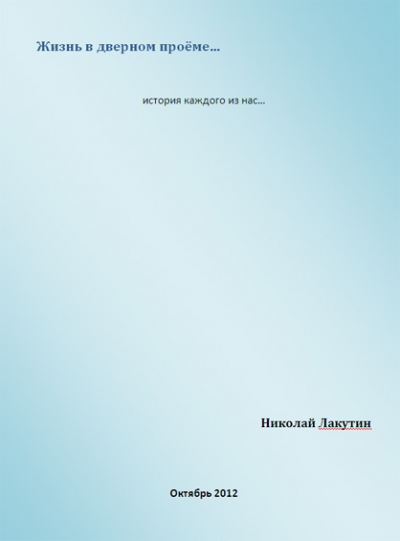 Жизнь в дверном проёме...
история каждого из нас...
Николай Лакутин
Октябрь 2012